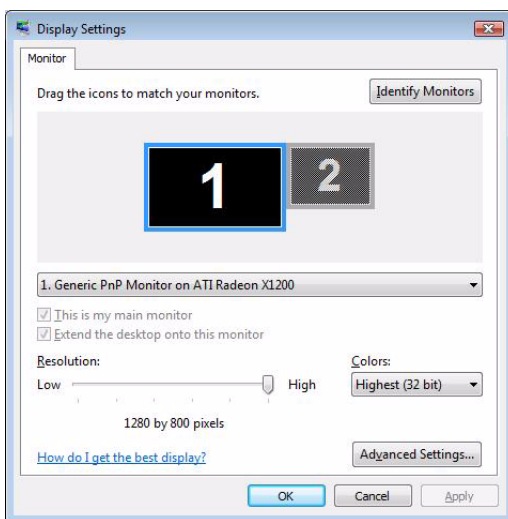 Display Settings
Monitor
Drag the icons to match your monitors.
Identify Monitors
1 2
1. Generic PnP Monitor on ATI Radeon X1200
This is my main monitor
Extend the desktop onto this monitor
Resolution:
Colors:
Low High
Highest (32 bit)
1280 by 800 pixels
How do I get the best display?
Advanced Settings...
OK Cancel Apply